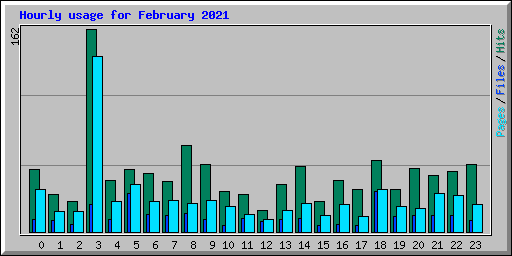 Hourly usage for February 2021
162
Pages/Files/Hits
0 1 2 3 4 5 6 7 8 9 10 11 12 13 14 15 16 17 18 19 20 21 22 23